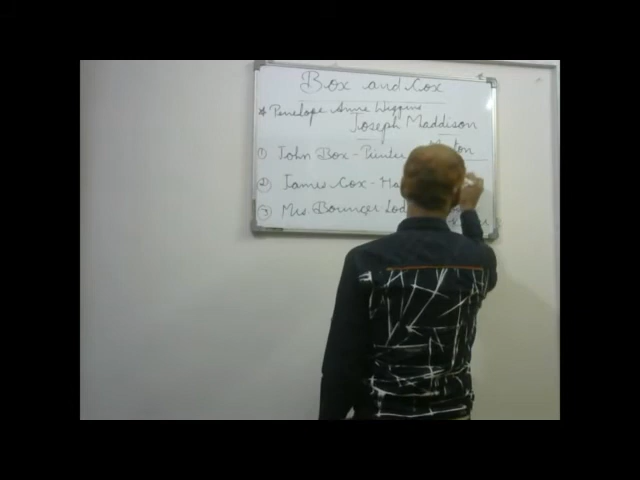 Box and Cox
* Penelope Anne Wiggins
Joseph Maddison
Morton
① John Box - Printer
② James Cox - Ha
③ Mrs. Bouncer - Lod